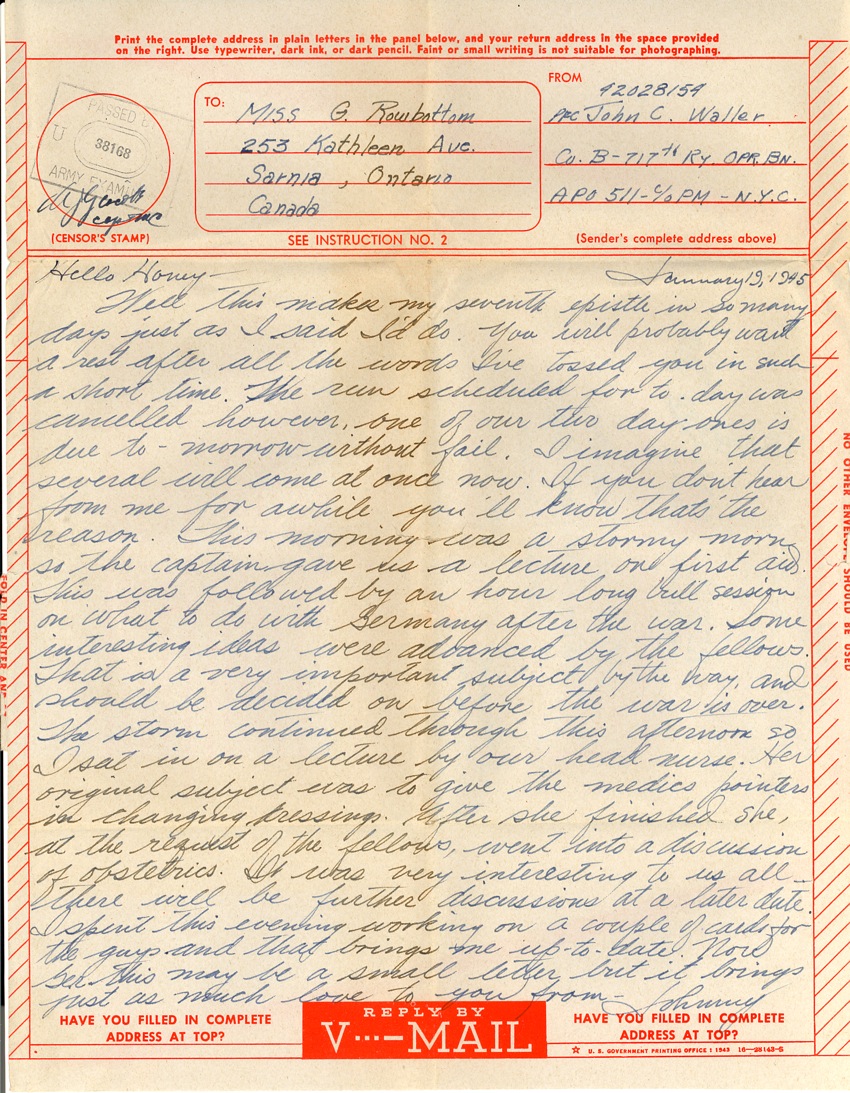 Print the complete address in plain letters in the panel below, and your return address in the space provided
on the right. Use typewriter, dark ink, or dark pencil. Faint or small writing is not suitable for photographing.
PASSED BY
U
38168
ARMY EXAMINER
(CENSOR'S STAMP)
TO:
MISS G. Rowbottom
253 Kathleen Ave.
Sarnia, Ontario
Canada
SEE INSTRUCTION NO. 2
FROM
42028154
Pfc John C. Waller
Co. B-717th Ry. OPR. BN.
APO 511-c/o PM-N.Y.C.
(Sender's complete address above)
Hello Honey- January 19, 1945
Well this makes my seventh epistle in so many
days just as I said I'd do. You will probably want
a rest after all the words I've tossed you in such
a short time. The run scheduled for to-day was
cancelled however, one of our two day ones is
due to-morrow without fail. I imagine that
several will come at once now. If you don't hear
from me for awhile you'll know that's the
reason. This morning was a stormy morn
so the captain gave us a lecture on first aid.
This was followed by an hour long bull session
on what to do with Germany after the war. Some
interesting ideas were advanced by the fellows.
That is a very important subject, by the way, and
should be decided on before the war is over.
The storm continued through this afternoon so
I sat in on a lecture by our head nurse. Her
original subject was to give the medics pointers
in changing dressings. After she finished she,
at the request of the fellows, went into a discussion
of obstetrics. It was very interesting to us all-
there will be further discussions at a later date.
I spent this evening working on a couple of cards for
the guys and that brings me up-to-date. Now
Ger. this may be a small letter but it brings
just as much love to you from- Johnny
HAVE YOU FILLED IN COMPLETE
ADDRESS AT TOP?
REPLY BY
V···—MAIL
HAVE YOU FILLED IN COMPLETE
ADDRESS AT TOP?
☆ U. S. GOVERNMENT PRINTING OFFICE : 1943 16—28143-5
FOLD IN CENTER AND
NO OTHER ENVELOPE SHOULD BE USED